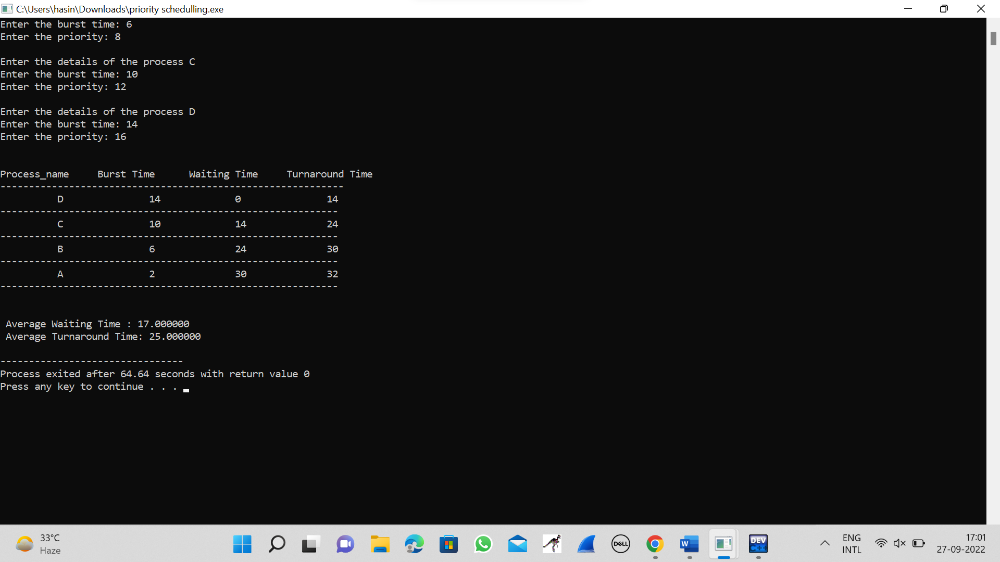 C:\Users\hasin\Downloads\priority schedulling.exe
Enter the burst time: 6
Enter the priority: 8
Enter the details of the process C
Enter the burst time: 10
Enter the priority: 12
Enter the details of the process D
Enter the burst time: 14
Enter the priority: 16
Process_name Burst Time Waiting Time Turnaround Time
------------------------------------------------------------
D 14 0 14
-----------------------------------------------------------
C 10 14 24
-----------------------------------------------------------
B 6 24 30
-----------------------------------------------------------
A 2 30 32
-----------------------------------------------------------
Average Waiting Time : 17.000000
Average Turnaround Time: 25.000000
--------------------------------
Process exited after 64.64 seconds with return value 0
Press any key to continue . . .
33°C
Haze
DELL
W
DEV
C++
ENG
INTL
17:01
27-09-2022